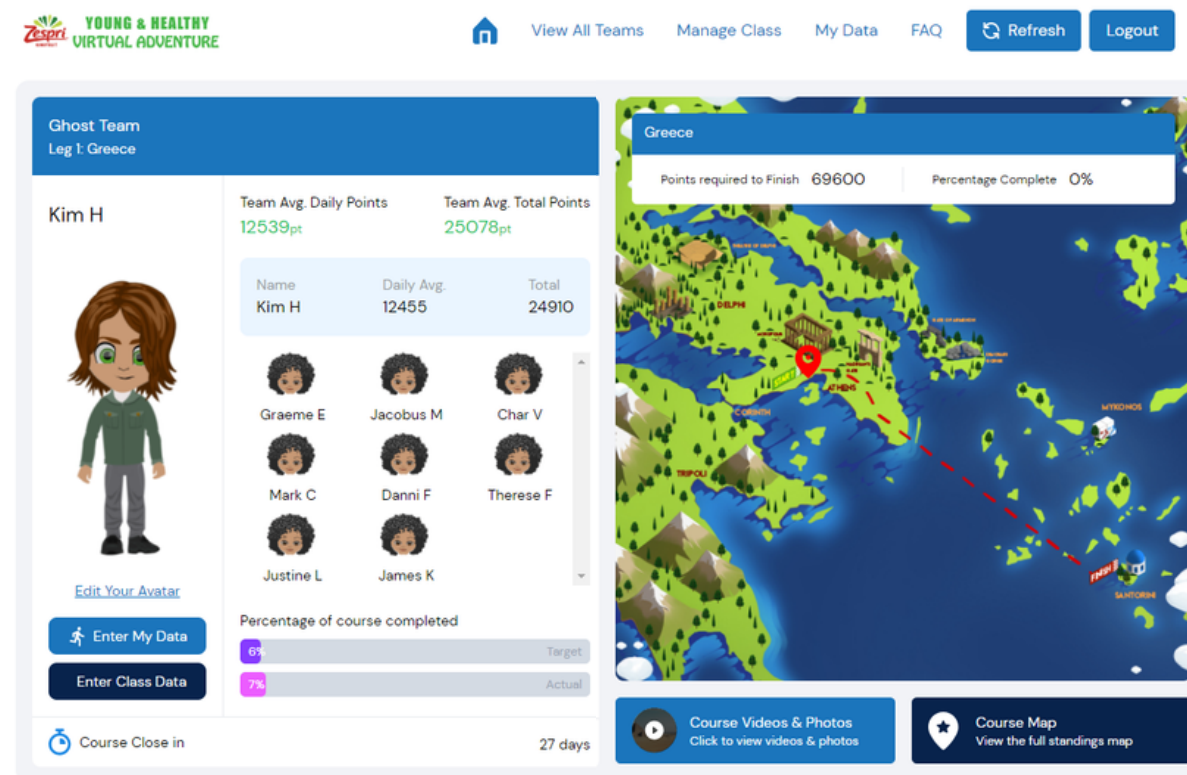 Zespri
KIWIFRUIT
YOUNG & HEALTHY
VIRTUAL ADVENTURE
View All Teams
Manage Class
My Data
FAQ
Refresh
Logout
Ghost Team
Leg 1: Greece
Kim H
Edit Your Avatar
Enter My Data
Enter Class Data
Team Avg. Daily Points
12539pt
Team Avg. Total Points
25078pt
Name Daily Avg. Total
Kim H 12455 24910
Graeme E Jacobus M Char V
Mark C Danni F Therese F
Justine L James K
Percentage of course completed
6% Target
7% Actual
Course Close in 27 days
Greece
Points required to Finish 69600 Percentage Complete 0%
DELPHI
START
ATHENS
CORINTH
MYKONOS
TRIPOLI
FINISH
SANTORINI
Course Videos & Photos
Click to view videos & photos
Course Map
View the full standings map